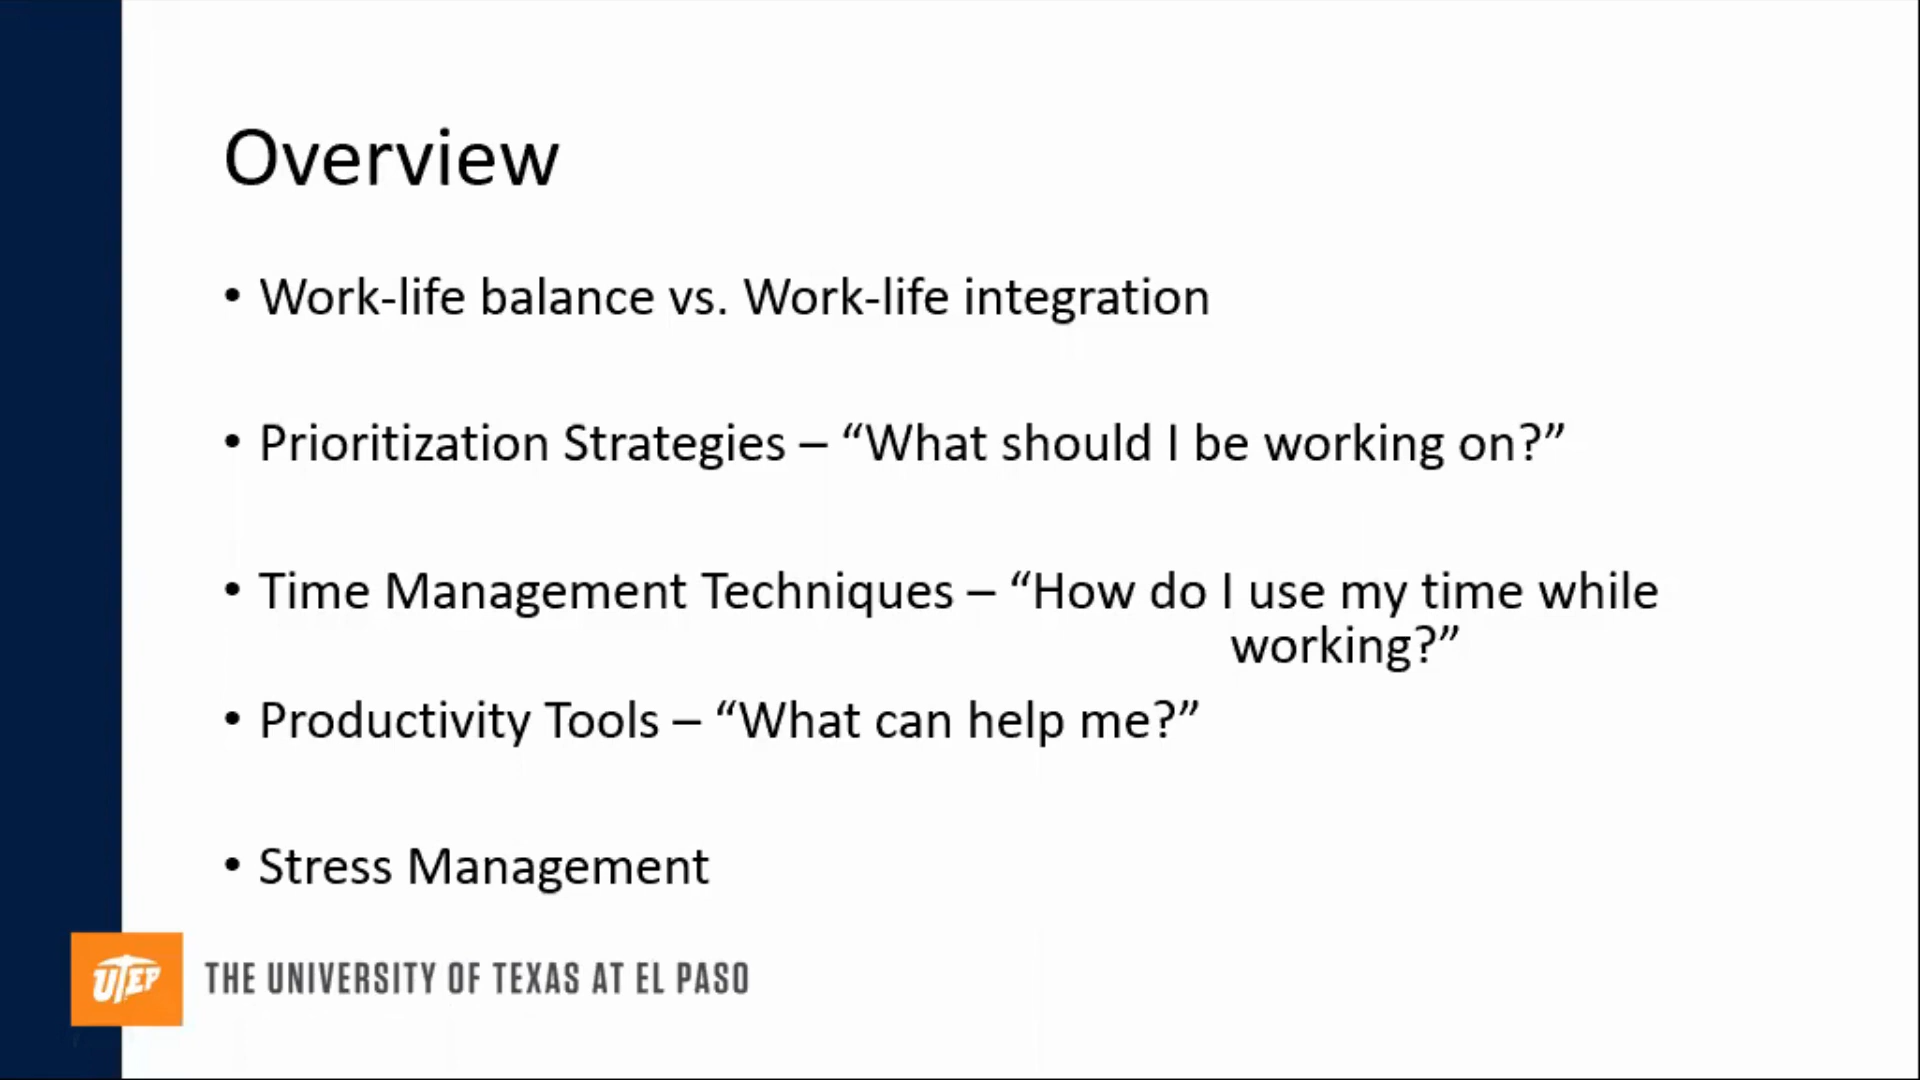 Overview
• Work-life balance vs. Work-life integration
• Prioritization Strategies – “What should I be working on?”
• Time Management Techniques – “How do I use my time while
working?”
• Productivity Tools – “What can help me?”
• Stress Management
UTEP THE UNIVERSITY OF TEXAS AT EL PASO